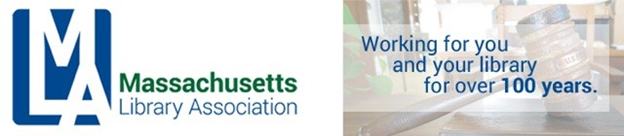 MLA
Massachusetts
Library Association
Working for you
and your library
for over 100 years.